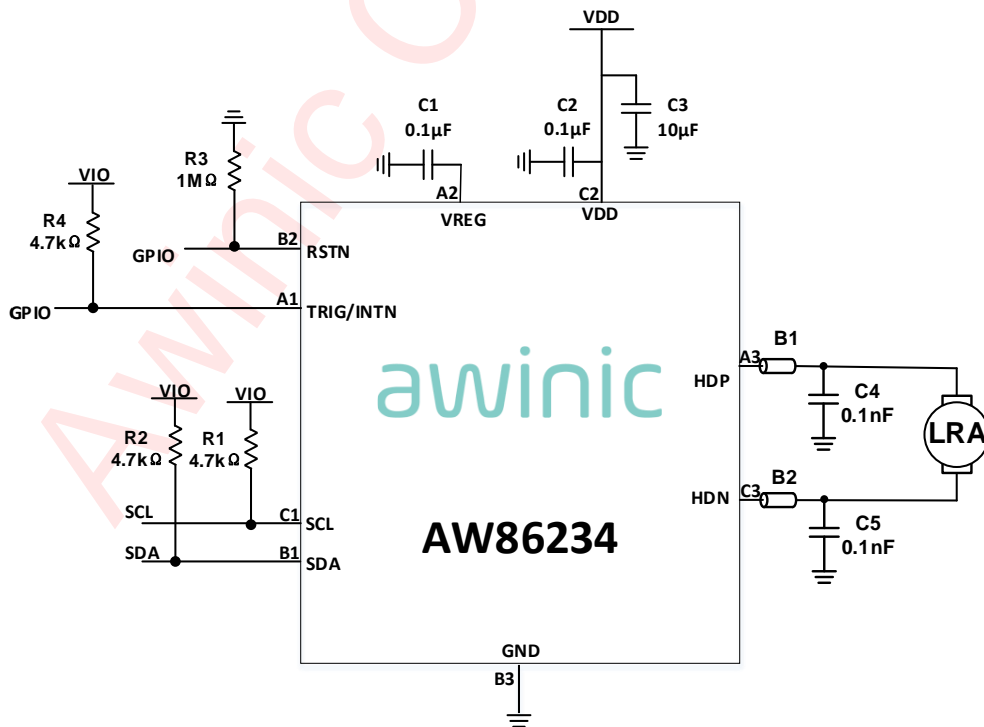 VDD
C1
0.1µF
C2
0.1µF
C3
10µF
R3
1MΩ
VIO
R4
4.7kΩ
A2
VREG
C2
VDD
GPIO
B2
RSTN
GPIO
A1
TRIG/INTN
awinic
HDP
A3
B1
C4
0.1nF
LRA
VIO
VIO
R2
4.7kΩ
R1
4.7kΩ
HDN
C3
B2
C5
0.1nF
SCL
C1
SCL
SDA
B1
SDA
AW86234
GND
B3
Awinic C